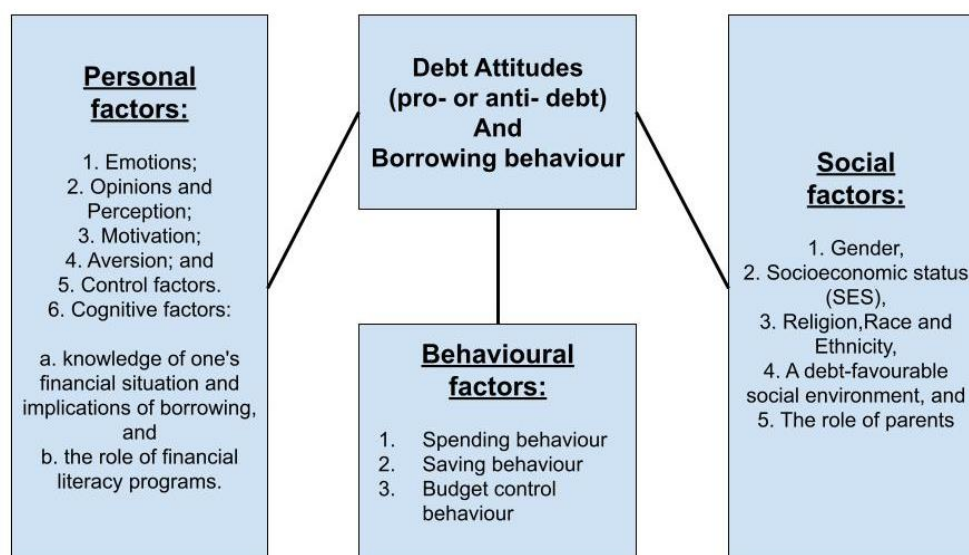 Personal
factors:
1. Emotions;
2. Opinions and
Perception;
3. Motivation;
4. Aversion; and
5. Control factors.
6. Cognitive factors:
a. knowledge of one's
financial situation and
implications of borrowing,
and
b. the role of financial
literacy programs.
Debt Attitudes
(pro- or anti- debt)
And
Borrowing behaviour
Behavioural
factors:
1. Spending behaviour
2. Saving behaviour
3. Budget control
behaviour
Social
factors:
1. Gender,
2. Socioeconomic status
(SES),
3. Religion,Race and
Ethnicity,
4. A debt-favourable
social environment, and
5. The role of parents